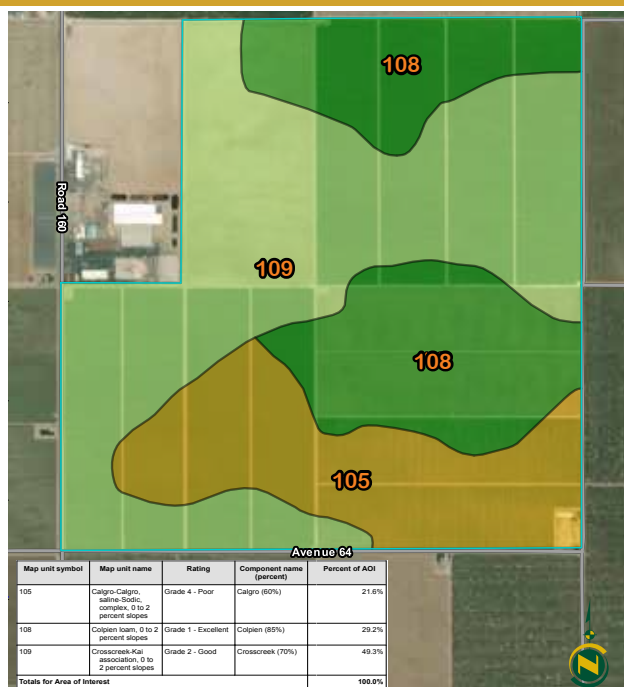 108
Road 160
109
108
105
Avenue 64
Map unit symbol Map unit name Rating Component name (percent) Percent of AOI
105 Calgro-Calgro, saline-Sodic, complex, 0 to 2 percent slopes Grade 4 - Poor Calgro (60%) 21.6%
108 Colpien loam, 0 to 2 percent slopes Grade 1 - Excellent Colpien (85%) 29.2%
109 Crosscreek-Kai association, 0 to 2 percent slopes Grade 2 - Good Crosscreek (70%) 49.3%
Totals for Area of Interest 100.0%
N